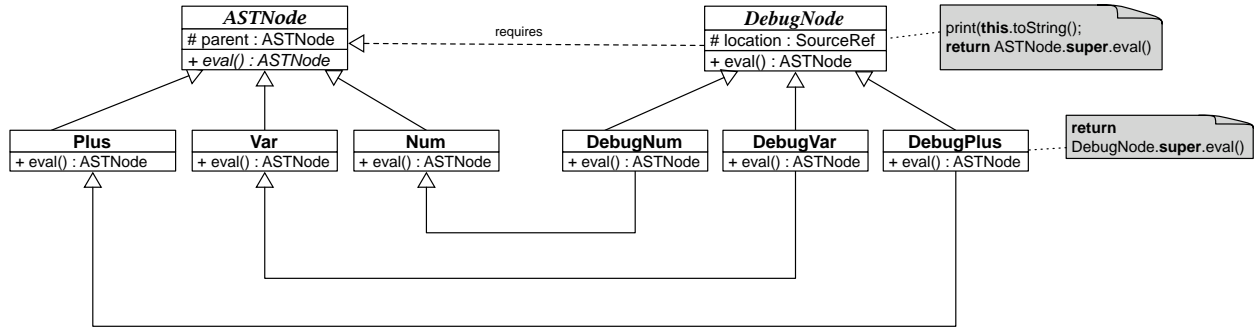 ASTNode
# parent : ASTNode
+ eval() : ASTNode
requires
DebugNode
# location : SourceRef
+ eval() : ASTNode
print(this.toString();
return ASTNode.super.eval()
Plus
+ eval() : ASTNode
Var
+ eval() : ASTNode
Num
+ eval() : ASTNode
DebugNum
+ eval() : ASTNode
DebugVar
+ eval() : ASTNode
DebugPlus
+ eval() : ASTNode
return
DebugNode.super.eval()